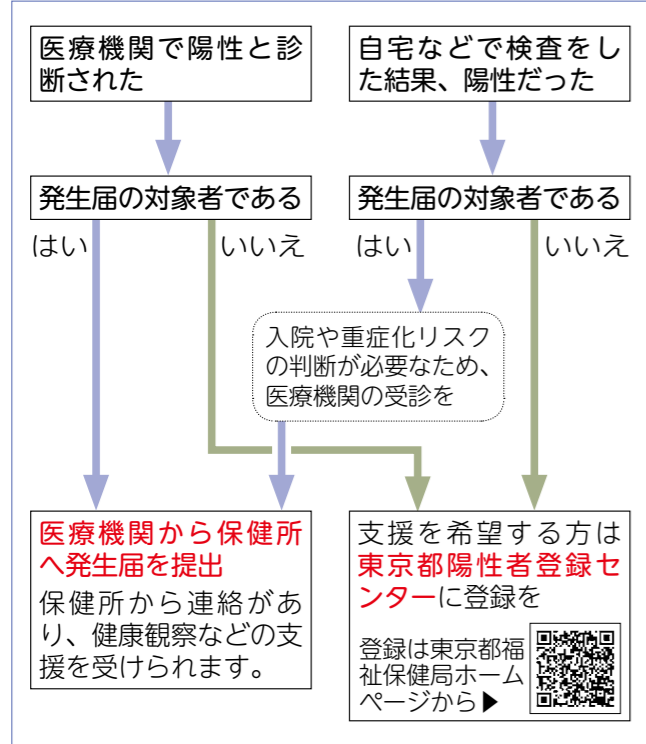 医療機関で陽性と診
断された
自宅などで検査をし
た結果、陽性だった
発生届の対象者である
発生届の対象者である
はい
いいえ
はい
いいえ
入院や重症化リスク
の判断が必要なため、
医療機関の受診を
医療機関から保健所
へ発生届を提出
保健所から連絡があ
り、健康観察などの支
援を受けられます。
支援を希望する方は
東京都陽性者登録セ
ンターに登録を
登録は東京都福
祉保健局ホーム
ページから▶